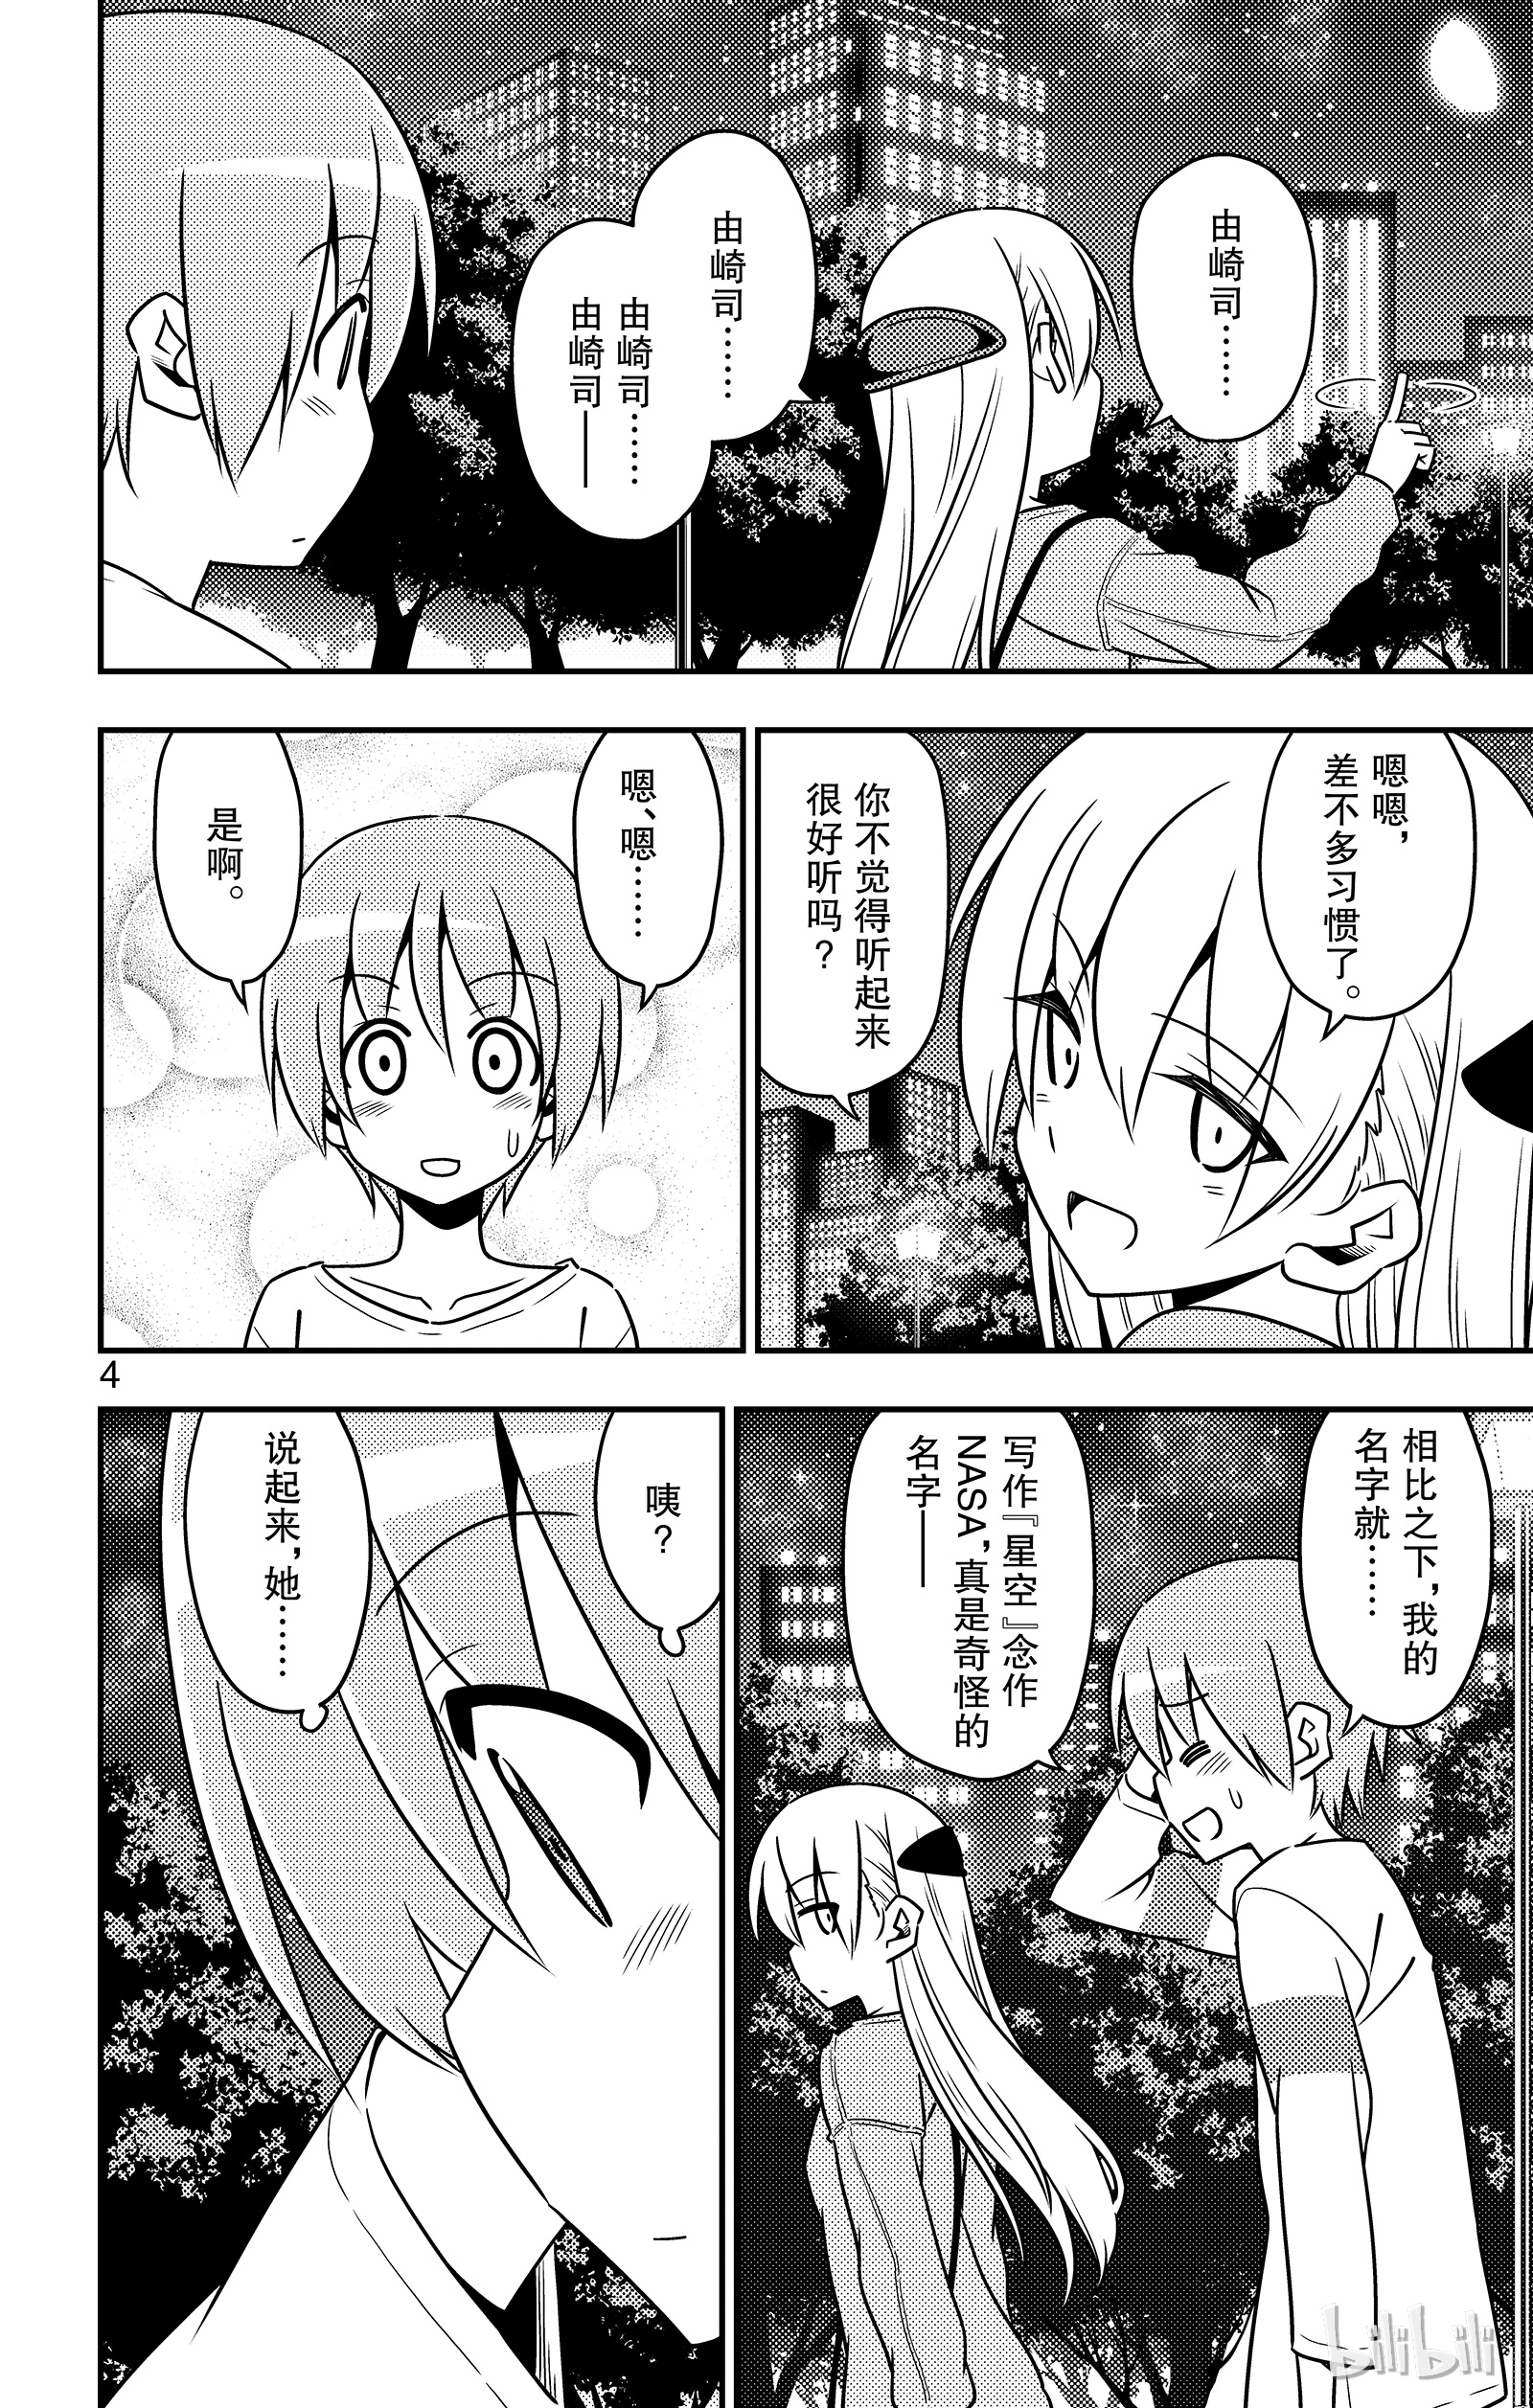 由崎司……
由崎司……
由崎司……
由崎司——
嗯嗯，
差不多习惯了。
你不觉得听起来
很好听吗？
嗯、嗯……
是啊。
4
相比之下，我的
名字就……
写作『星空』念作
NASA，真是奇怪的
名字——
咦？
说起来，她……
bilibili